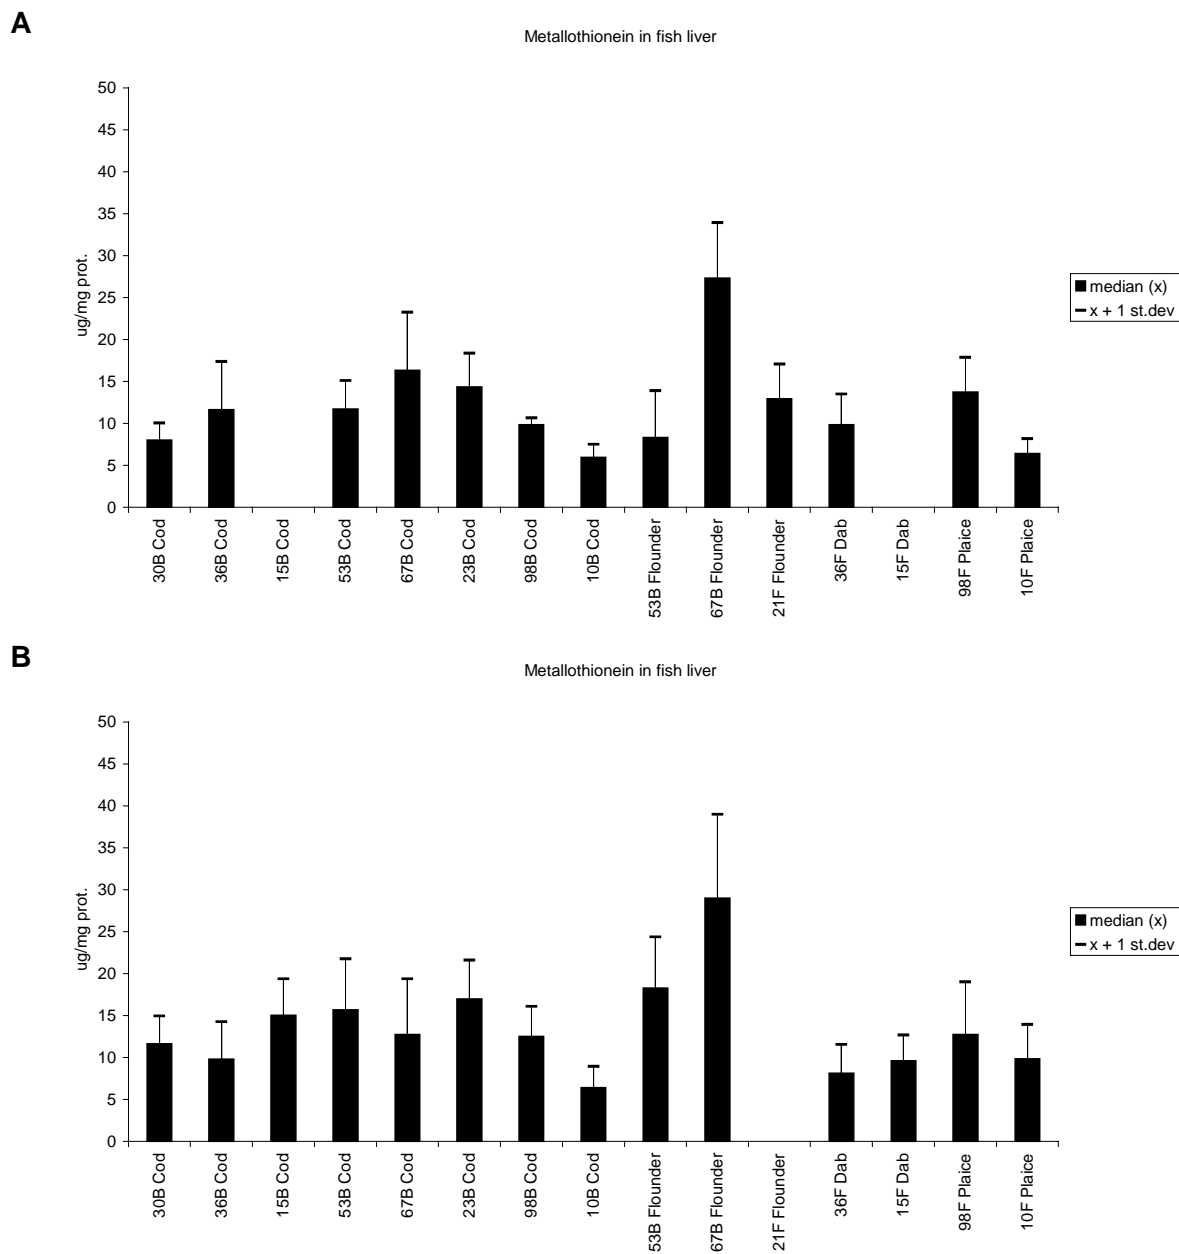 A
Metallothionein in fish liver
50
45
40
35
30
25
20
15
10
5
0
ug/mg prot.
median (x)
x + 1 st.dev
30B Cod
36B Cod
15B Cod
53B Cod
67B Cod
23B Cod
98B Cod
10B Cod
53B Flounder
67B Flounder
21F Flounder
36F Dab
15F Dab
98F Plaice
10F Plaice
B
Metallothionein in fish liver
50
45
40
35
30
25
20
15
10
5
0
ug/mg prot.
median (x)
x + 1 st.dev
30B Cod
36B Cod
15B Cod
53B Cod
67B Cod
23B Cod
98B Cod
10B Cod
53B Flounder
67B Flounder
21F Flounder
36F Dab
15F Dab
98F Plaice
10F Plaice